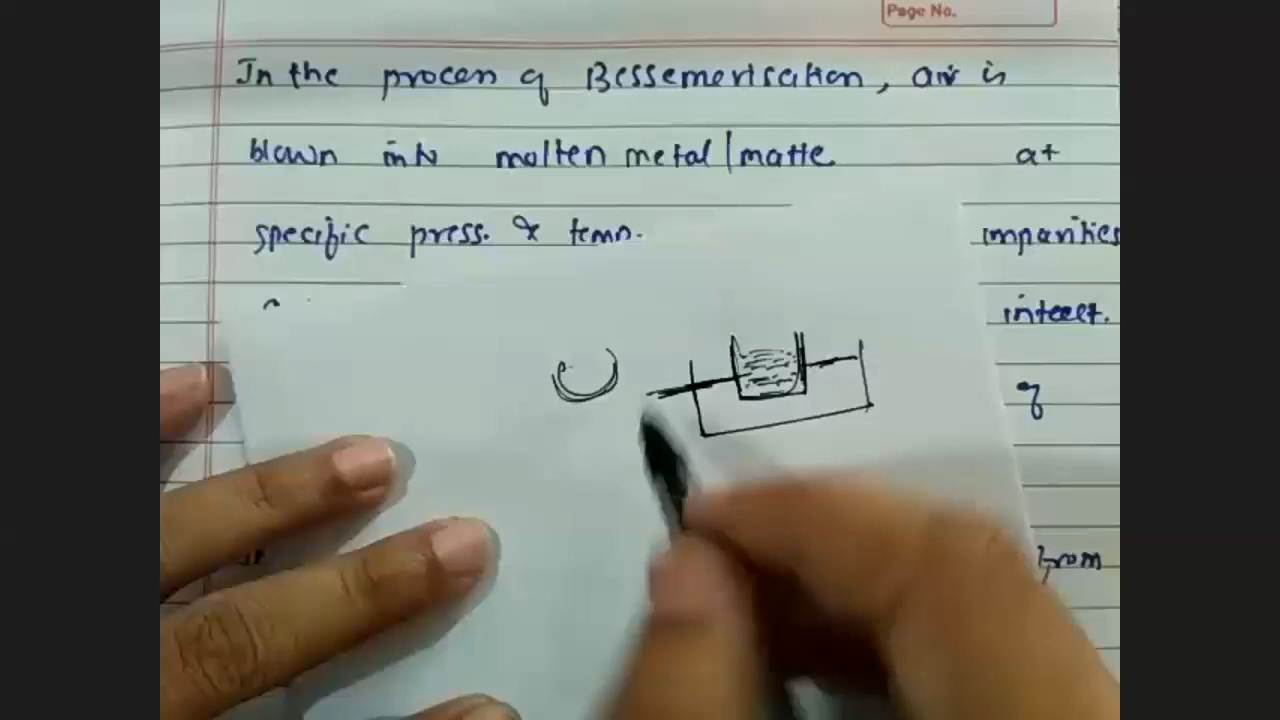 Page No.
In the process of Bessemerisation, air is
blown into molten metal/matte at
specific press. & temp. impurities
interest.
of
from